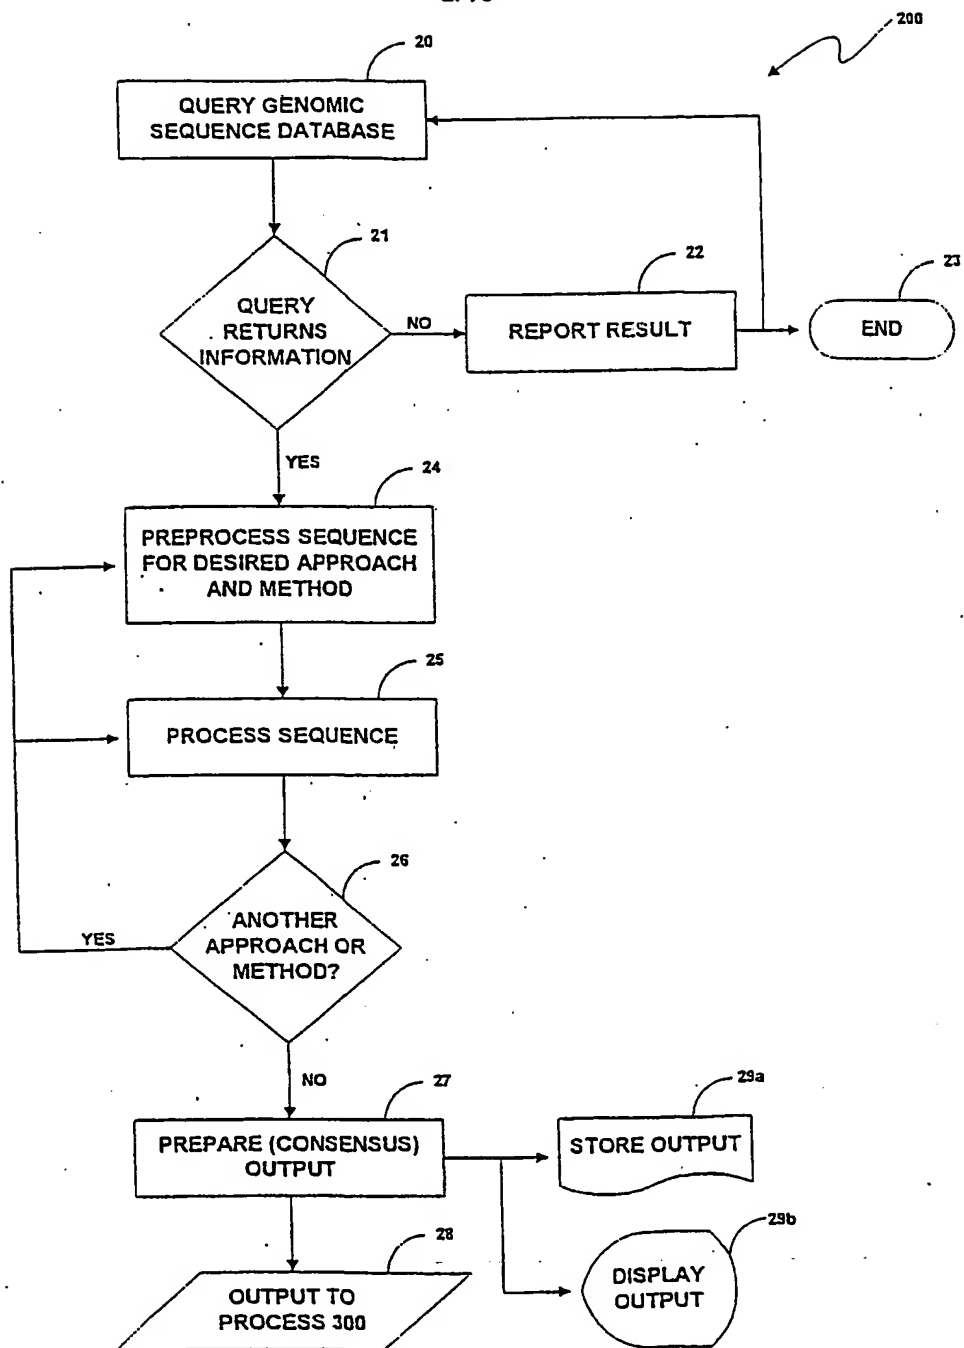 200
20
QUERY GENOMIC
SEQUENCE DATABASE
21
QUERY
RETURNS
INFORMATION
NO
22
REPORT RESULT
23
END
YES
24
PREPROCESS SEQUENCE
FOR DESIRED APPROACH
AND METHOD
25
PROCESS SEQUENCE
26
ANOTHER
APPROACH OR
METHOD?
YES
NO
27
PREPARE (CONSENSUS)
OUTPUT
29a
STORE OUTPUT
28
OUTPUT TO
PROCESS 300
29b
DISPLAY
OUTPUT